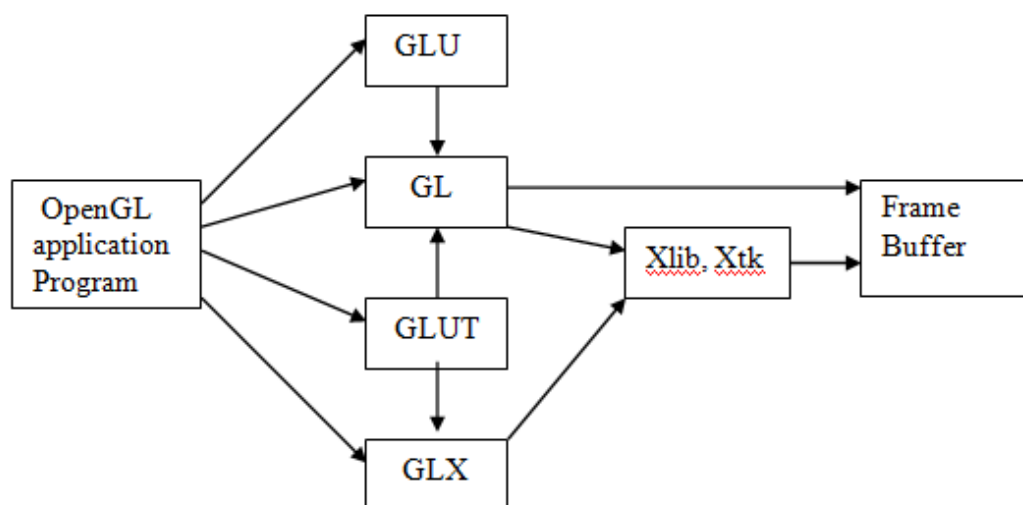 GLU
GL
OpenGL
application
Program
Frame
Buffer
Xlib, Xtk
GLUT
GLX